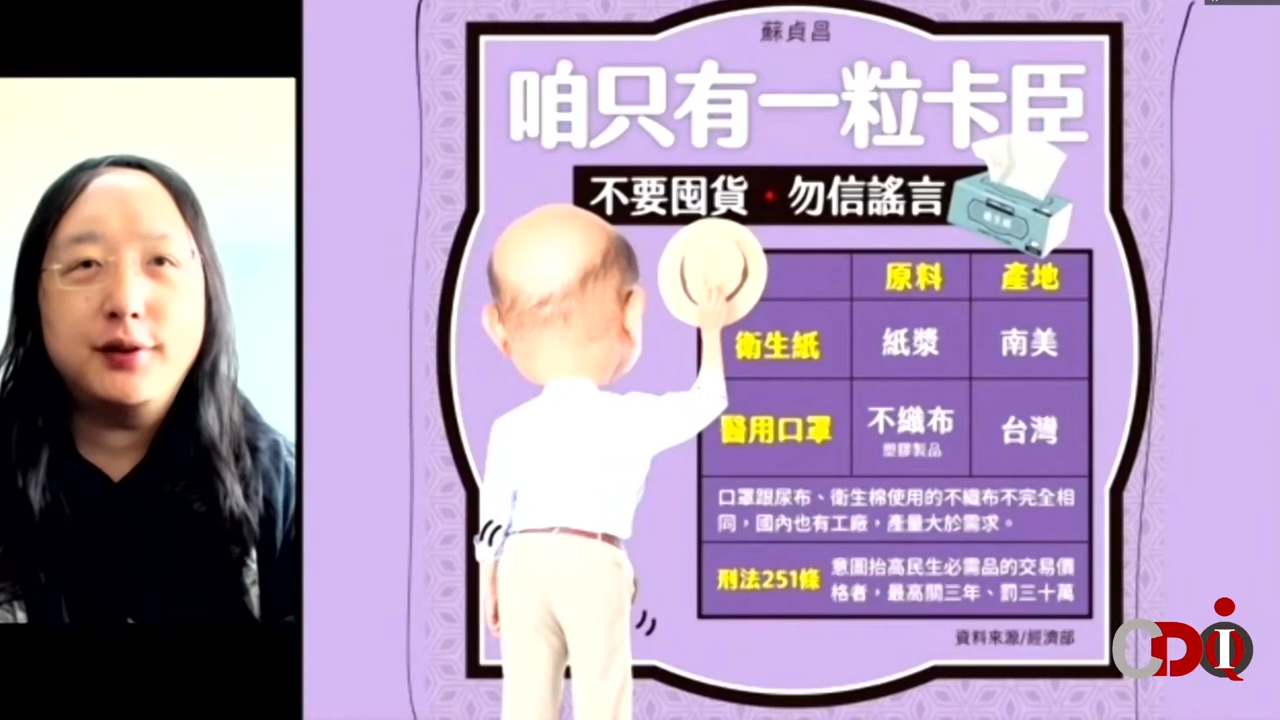 蘇貞昌
咱只有一粒卡臣
不要囤貨・勿信謠言
原料 產地
衛生紙 紙漿 南美
醫用口罩 不織布 台灣
塑膠製品
口罩跟尿布、衛生棉使用的不織布不完全相
同，國內也有工廠，產量大於需求。
刑法251條 意圖抬高民生必需品的交易價
格者，最高關三年、罰三十萬
資料來源/經濟部
CDIQ